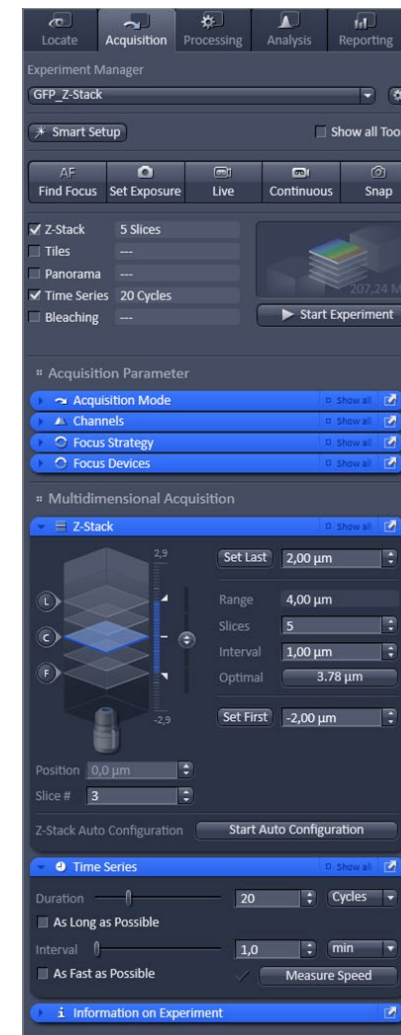 Locate Acquisition Processing Analysis Reporting
Experiment Manager
GFP_Z-Stack
Smart Setup Show all Too
AF
Find Focus Set Exposure Live Continuous Snap
Z-Stack 5 Slices
Tiles ---
Panorama ---
Time Series 20 Cycles
Bleaching ---
207,24 M
Start Experiment
Acquisition Parameter
Acquisition Mode Show all
Channels Show all
Focus Strategy Show all
Focus Devices Show all
Multidimensional Acquisition
Z-Stack Show all
2,9
Set Last 2,00 µm
L
Range 4,00 µm
Slices 5
C
Interval 1,00 µm
F
Optimal 3.78 µm
-2,9
Set First -2,00 µm
Position 0,0 µm
Slice # 3
Z-Stack Auto Configuration Start Auto Configuration
Time Series Show all
Duration 20 Cycles
As Long as Possible
Interval 1,0 min
As Fast as Possible Measure Speed
i Information on Experiment